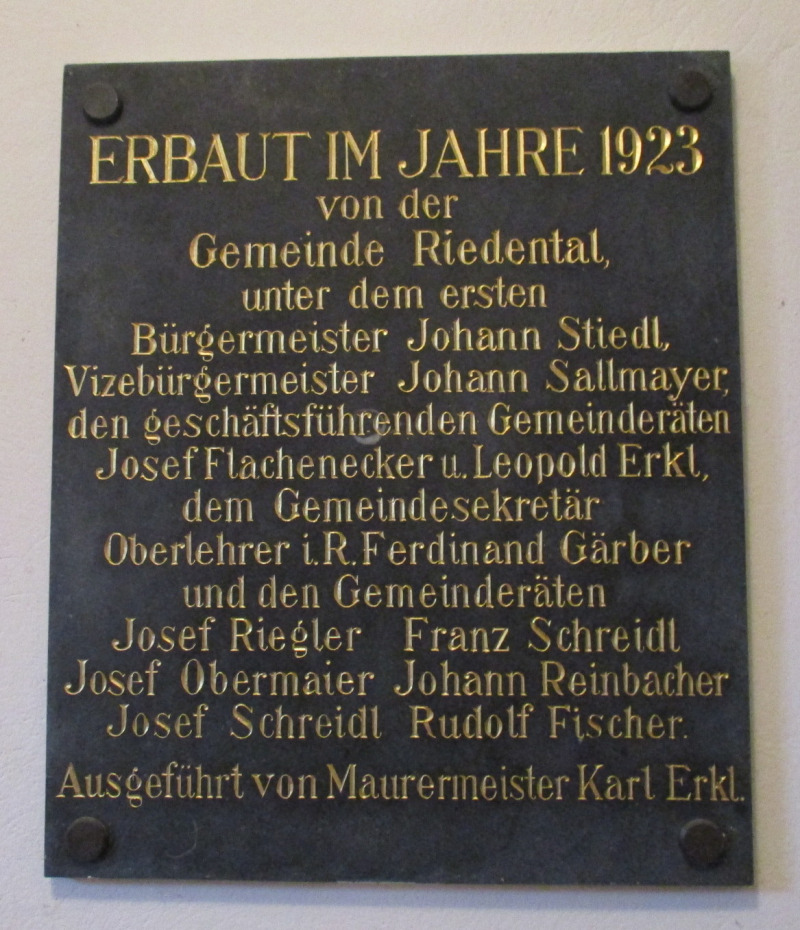 ERBAUT IM JAHRE 1923
von der
Gemeinde Riedental,
unter dem ersten
Bürgermeister Johann Stiedl,
Vizebürgermeister Johann Sallmayer,
den geschäftsführenden Gemeinderäten
Josef Flachenecker u. Leopold Erkl,
dem Gemeindesekretär
Oberlehrer i.R. Ferdinand Gärber
und den Gemeinderäten
Josef Riegler Franz Schreidl
Josef Obermaier Johann Reinbacher
Josef Schreidl Rudolf Fischer.
Ausgeführt von Maurermeister Karl Erkl.